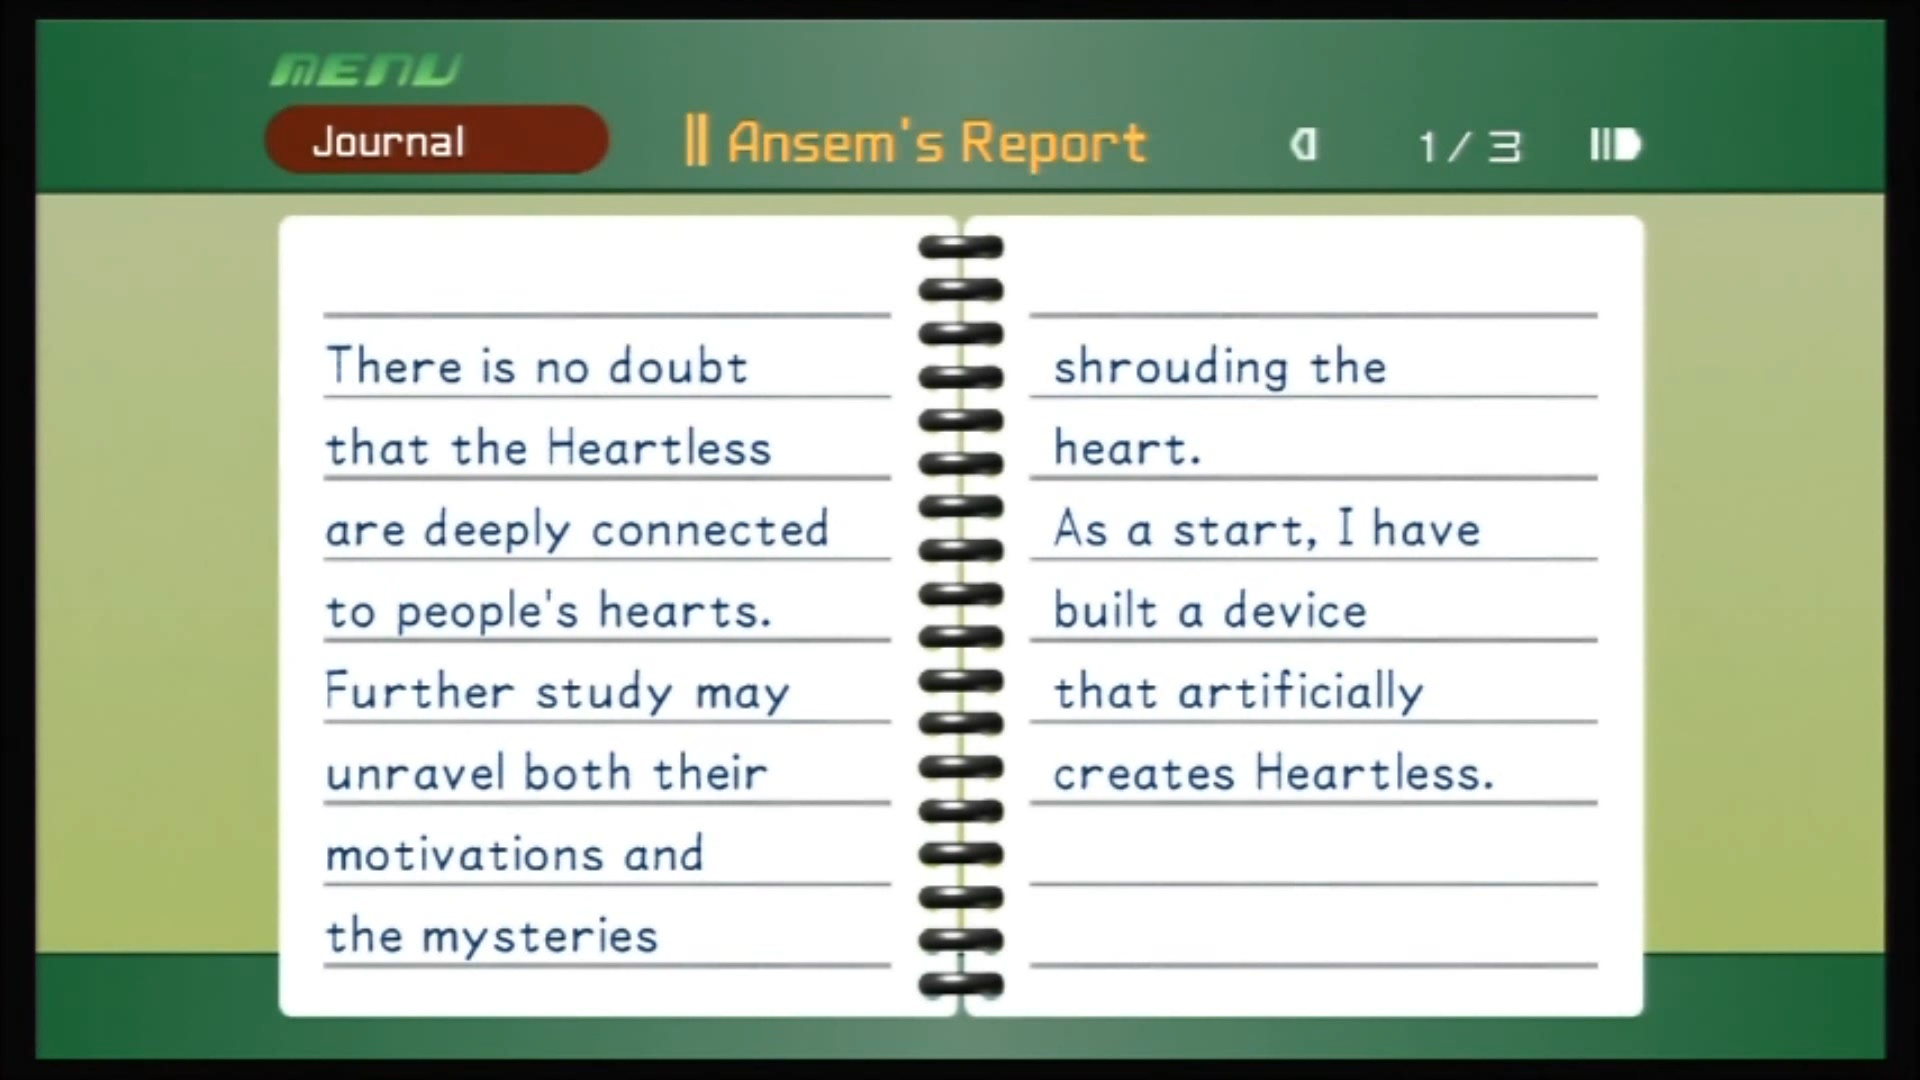 MENU
Journal
Ansem's Report
1/3
There is no doubt
that the Heartless
are deeply connected
to people's hearts.
Further study may
unravel both their
motivations and
the mysteries
shrouding the
heart.
As a start, I have
built a device
that artificially
creates Heartless.